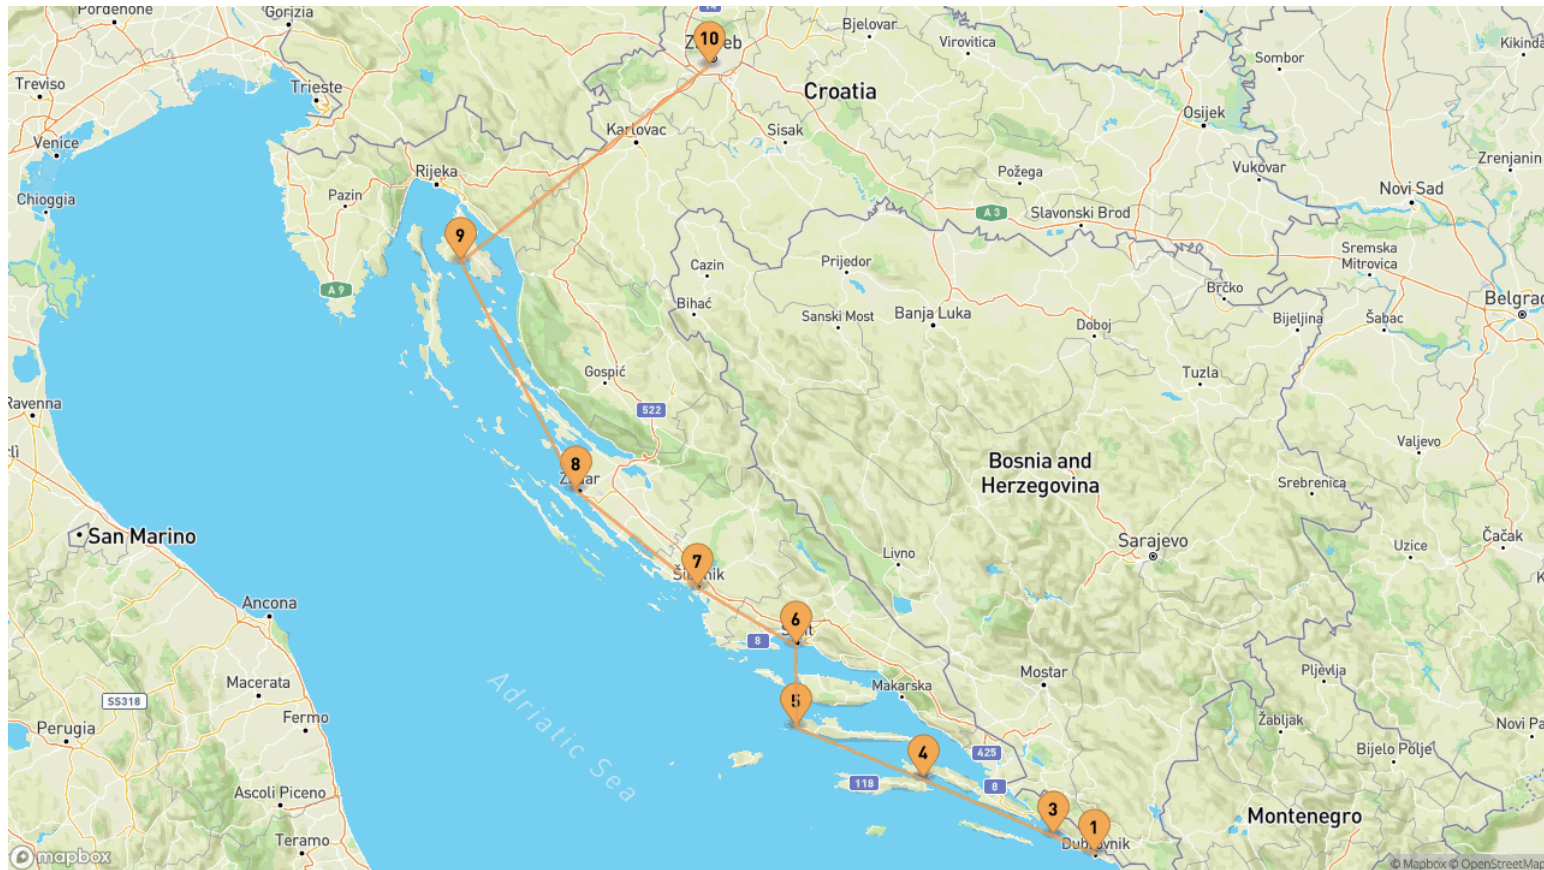 Pordenone
Gorizia
14
10
Bjelovar
Virovitica
Sombor
Kikinda
Treviso
Trieste
Croatia
Osijek
Venice
Karlovac
Sisak
Rijeka
Požega
Vukovar
Zrenjanin
Chioggia
Pazin
A 3
Slavonski Brod
Novi Sad
9
Cazin
Prijedor
Sremska
Mitrovica
A 9
Bihać
Sanski Most
Banja Luka
Brčko
Belgrad
Doboj
Bijeljina
Šabac
Gospić
Tuzla
Ravenna
522
Valjevo
8
Bosnia and
Herzegovina
Srebrenica
San Marino
Sarajevo
Čačak
Livno
Uzice
7
Ancona
6
8
Mostar
Pljevlja
Macerata
Makarska
SS318
5
Adriatic Sea
Fermo
Žabljak
Novi Pa
Perugia
4
425
Bijelo Polje
118
8
Ascoli Piceno
3
Montenegro
1
Teramo
Dubrovnik
mapbox
© Mapbox © OpenStreetMap